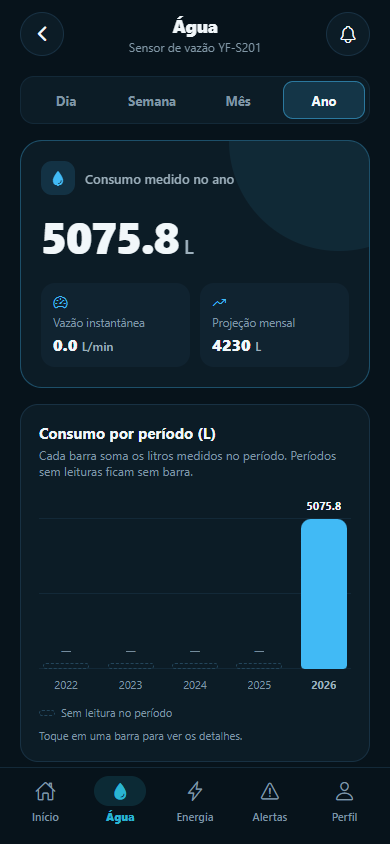 Água
Sensor de vazão YF-S201
Dia
Semana
Mês
Ano
Consumo medido no ano
5075.8 L
Vazão instantânea
0.0 L/min
Projeção mensal
4230 L
Consumo por período (L)
Cada barra soma os litros medidos no período. Períodos
sem leituras ficam sem barra.
5075.8
—
—
—
—
2022
2023
2024
2025
2026
Sem leitura no período
Toque em uma barra para ver os detalhes.
Início
Água
Energia
Alertas
Perfil